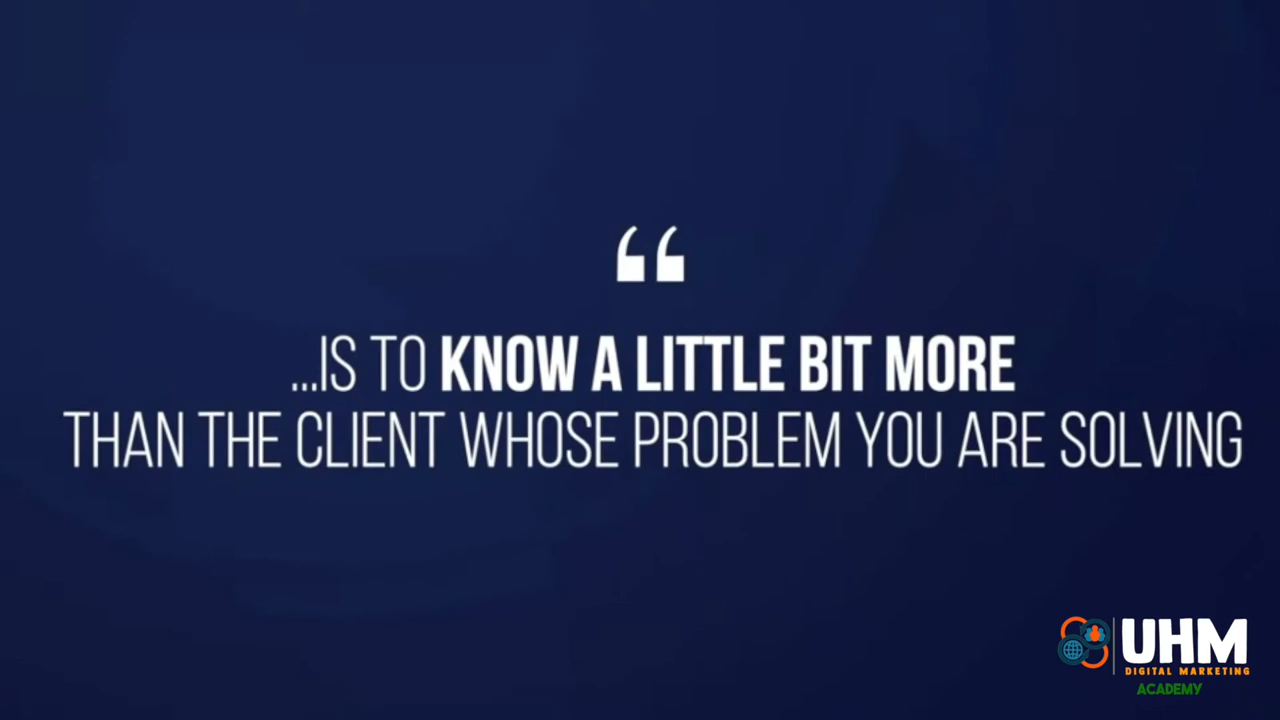 “
...IS TO KNOW A LITTLE BIT MORE
THAN THE CLIENT WHOSE PROBLEM YOU ARE SOLVING
UHM
DIGITAL MARKETING
ACADEMY